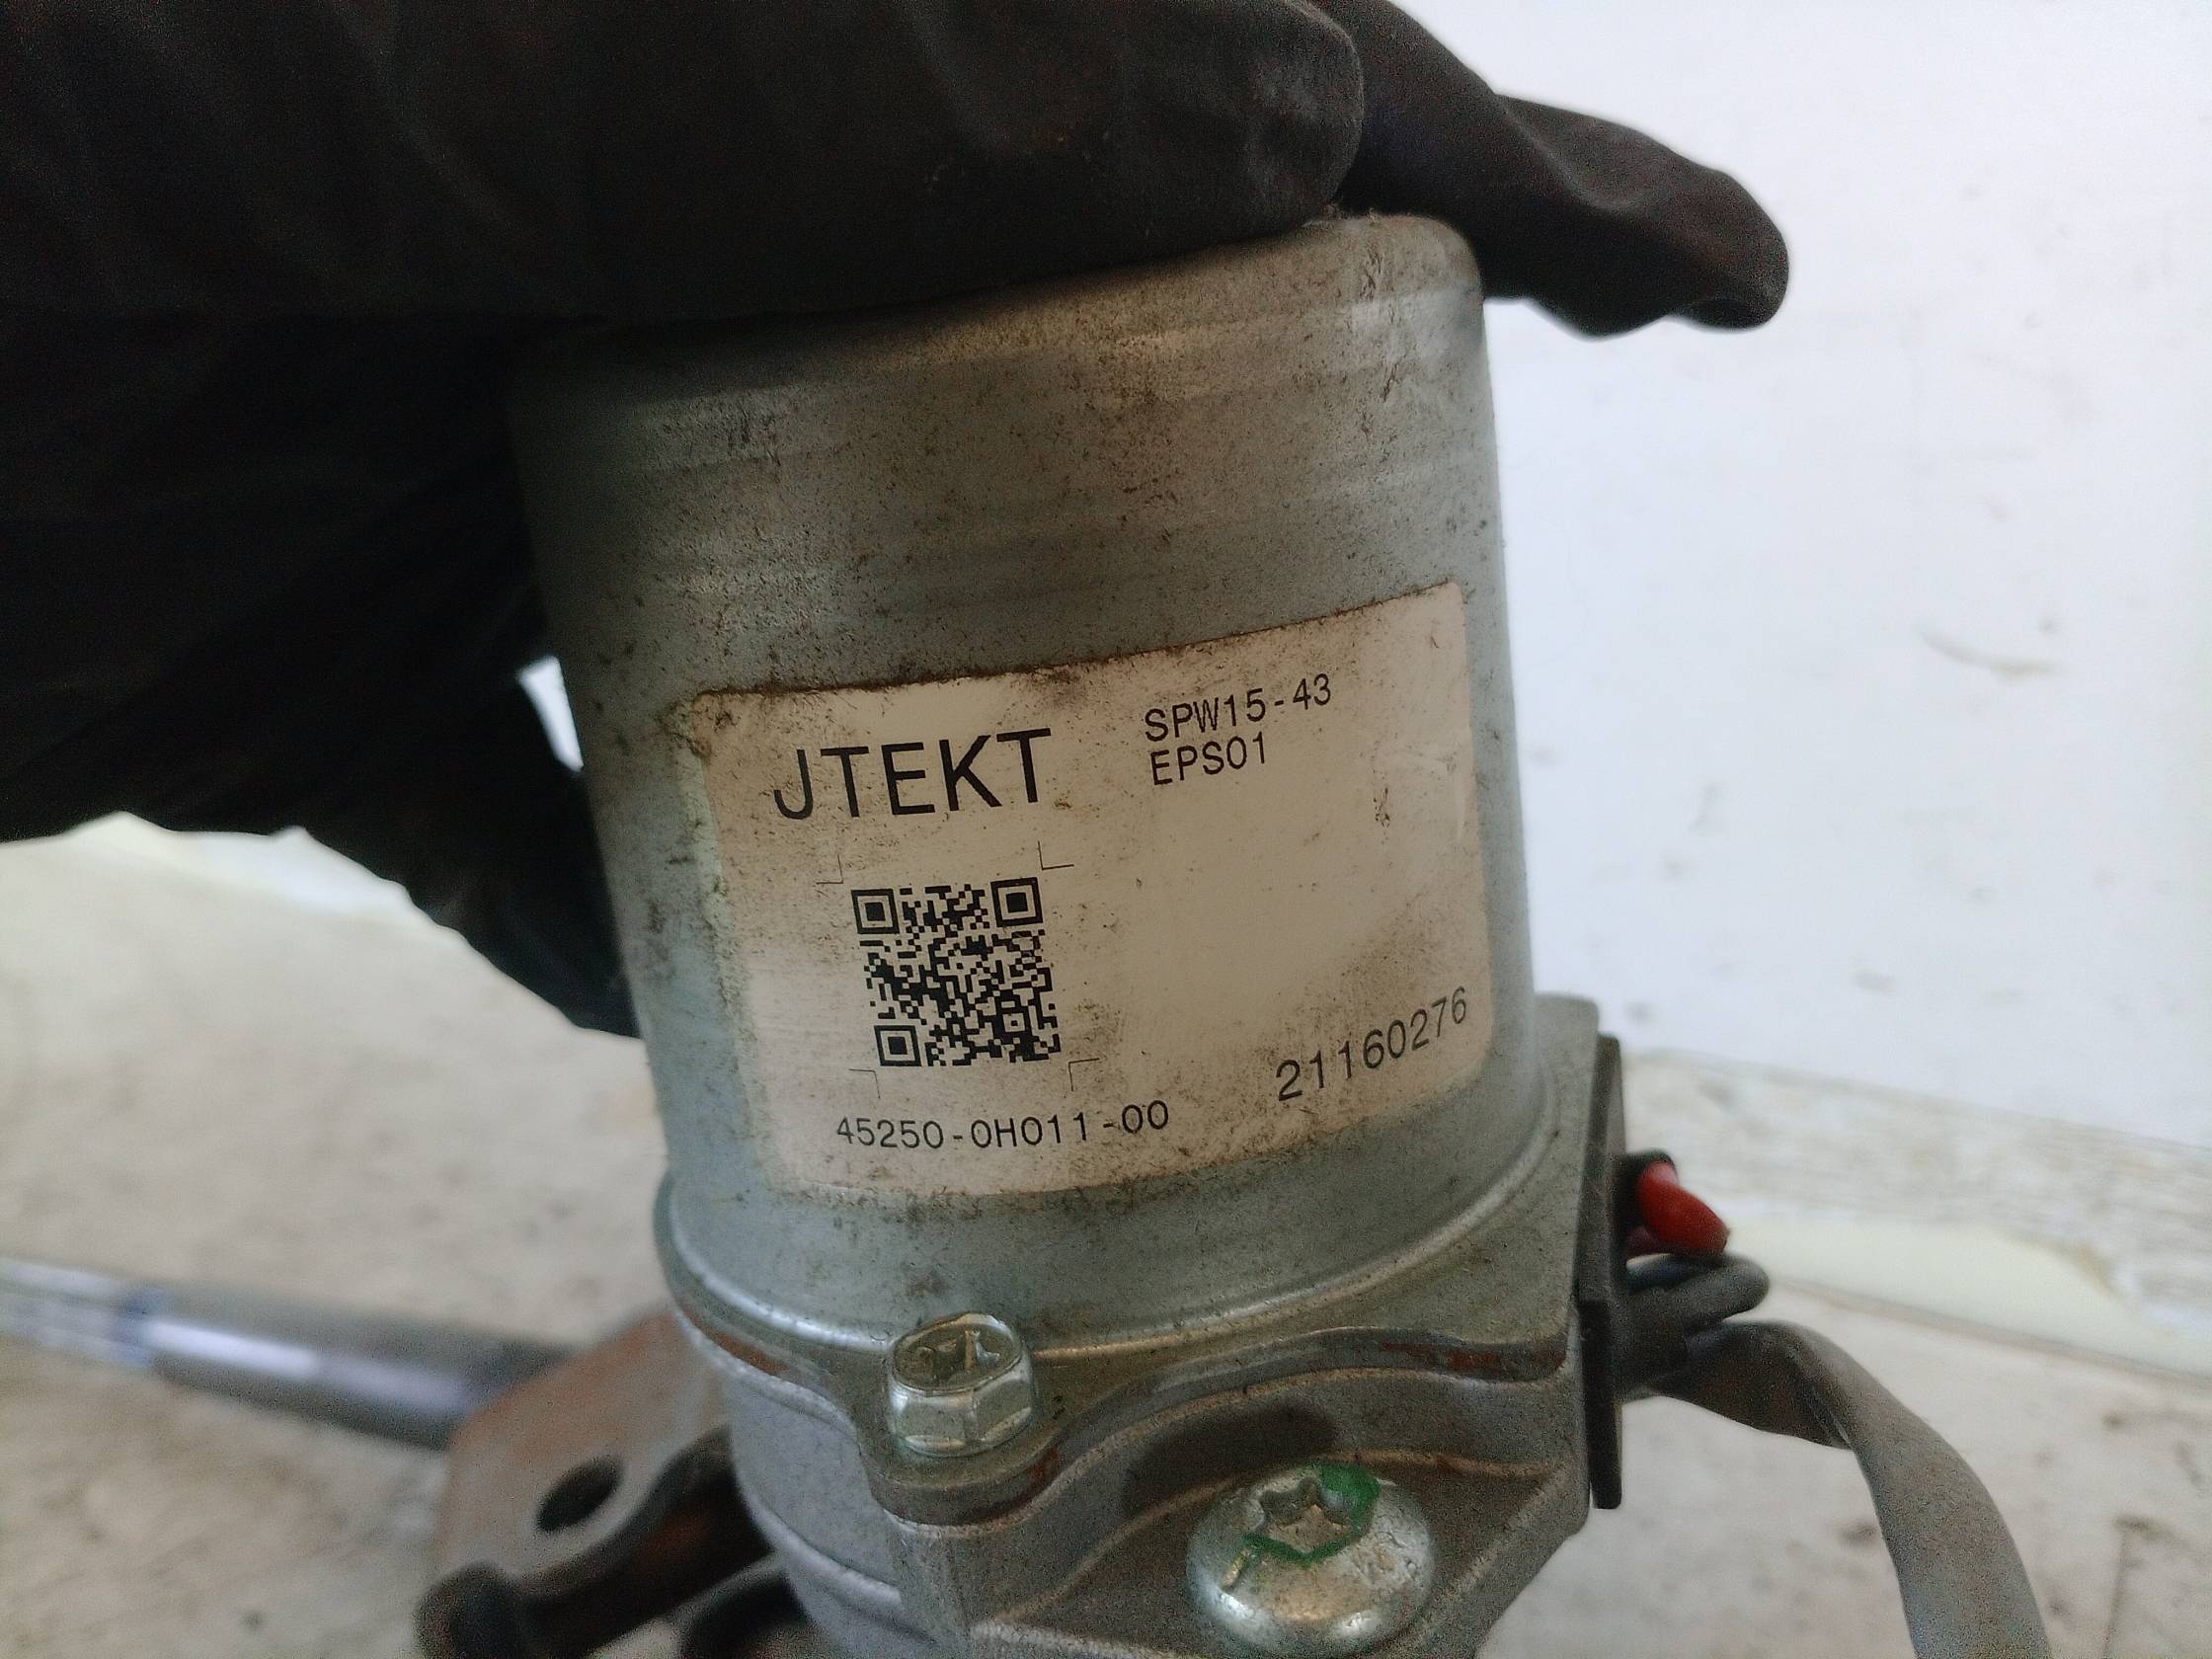 JTEKT
SPW15-43
EPS01
21160276
45250-0H011-00